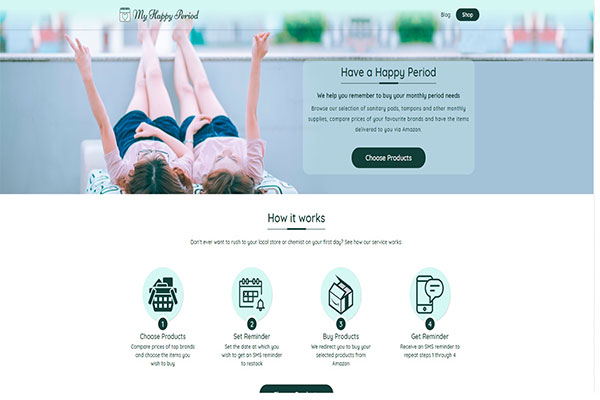 My Happy Period
Blog
Shop
Have a Happy Period
We help you remember to buy your monthly period needs
Browse our selection of sanitary pads, tampons and other monthly
supplies, compare prices of your favourite brands and have the items
delivered to you via Amazon.
Choose Products
How it works
Don't ever want to rush to your local store or chemist on your first day? See how our service works.
1
Choose Products
Compare prices of top brands
and choose the items you
wish to buy
2
Set Reminder
Set the date at which you
wish to get an SMS reminder
to restock
3
Buy Products
We redirect you to buy your
selected products from
Amazon
4
Get Reminder
Receive an SMS reminder to
repeat steps 1 through 4